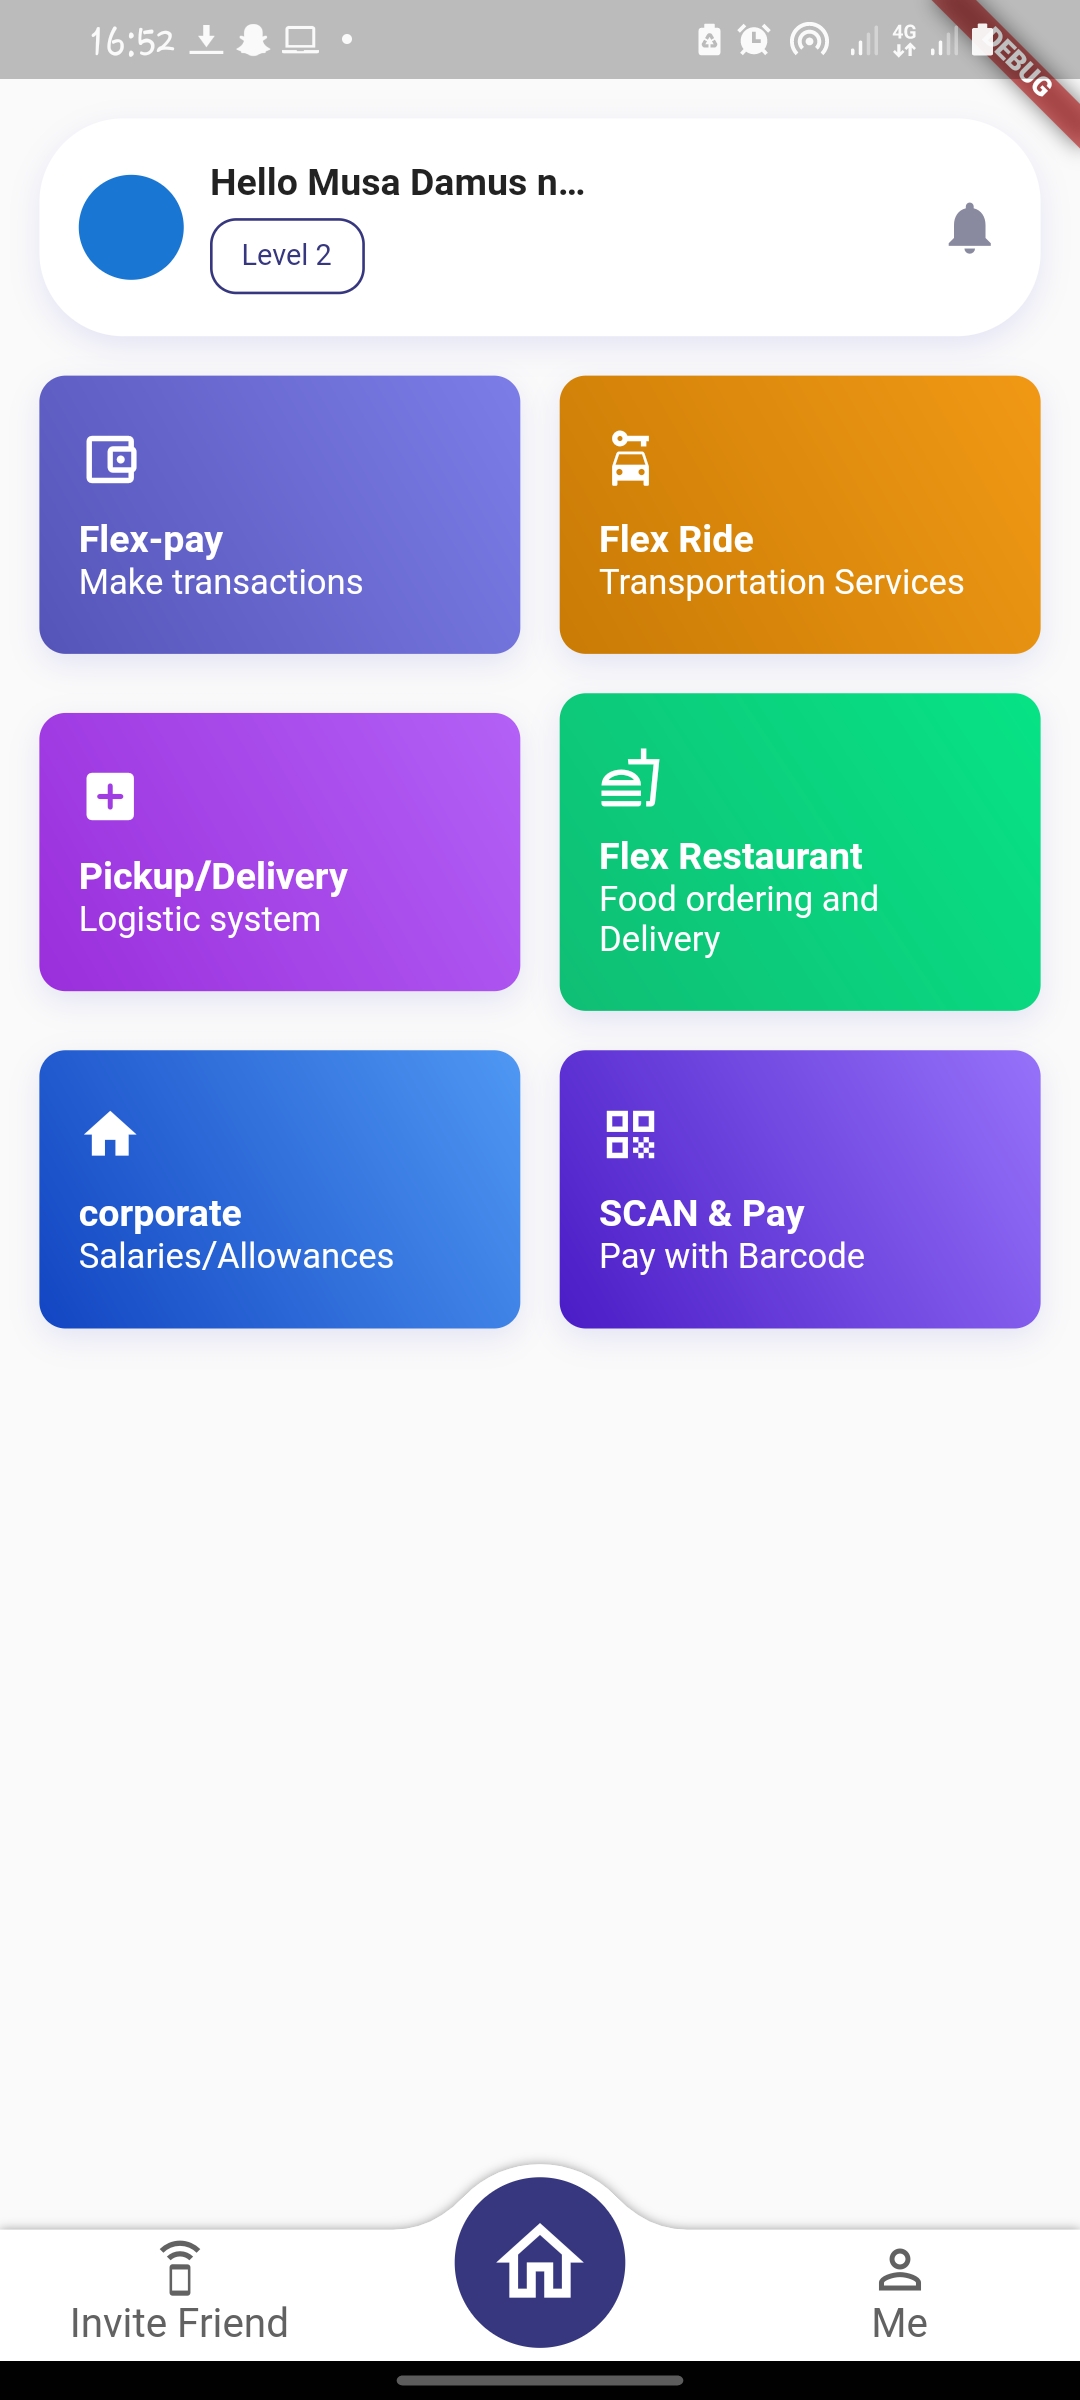 16:52
4G
DEBUG
Hello Musa Damus n...
Level 2
Flex-pay
Make transactions
Flex Ride
Transportation Services
Pickup/Delivery
Logistic system
Flex Restaurant
Food ordering and
Delivery
corporate
Salaries/Allowances
SCAN & Pay
Pay with Barcode
Invite Friend
Me